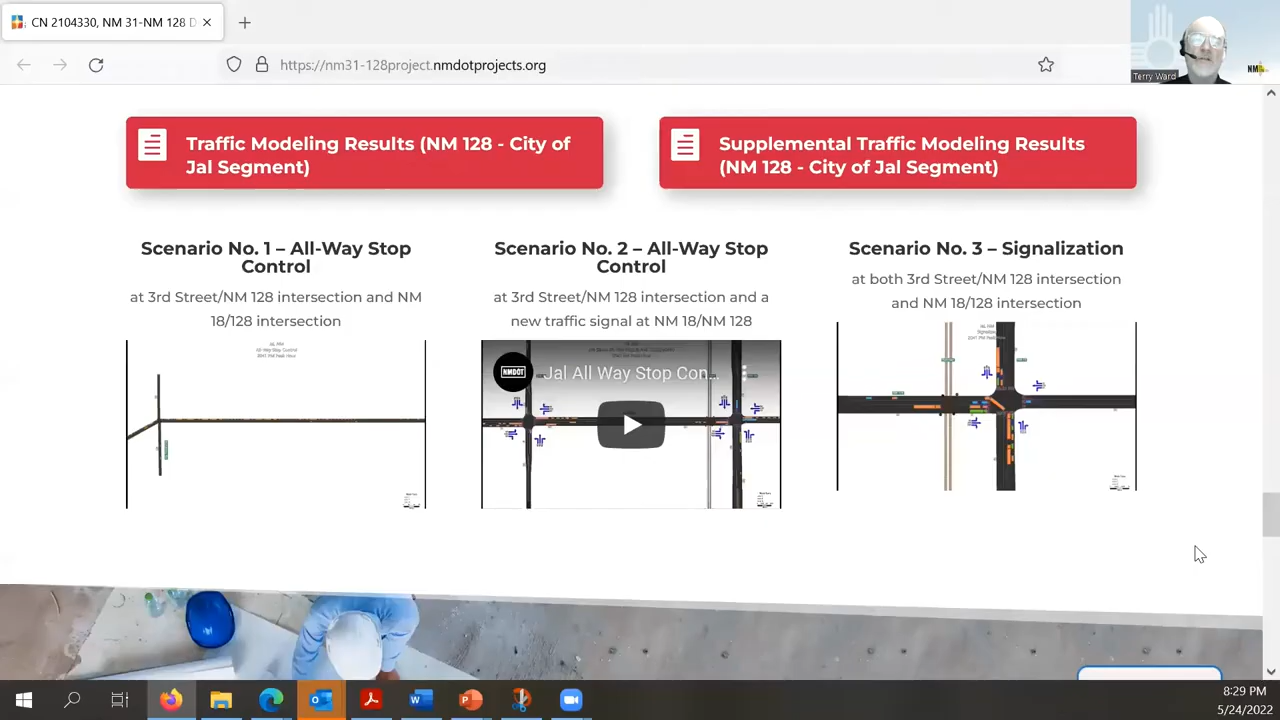 CN 2104330, NM 31-NM 128 D
https://nm31-128project.nmdotprojects.org
Terry Ward
Traffic Modeling Results (NM 128 - City of
Jal Segment)
Supplemental Traffic Modeling Results
(NM 128 - City of Jal Segment)
Scenario No. 1 – All-Way Stop
Control
at 3rd Street/NM 128 intersection and NM
18/128 intersection
Scenario No. 2 – All-Way Stop
Control
at 3rd Street/NM 128 intersection and a
new traffic signal at NM 18/NM 128
Scenario No. 3 – Signalization
at both 3rd Street/NM 128 intersection
and NM 18/128 intersection
NMDOT
Jal All Way Stop Con...
8:29 PM
5/24/2022